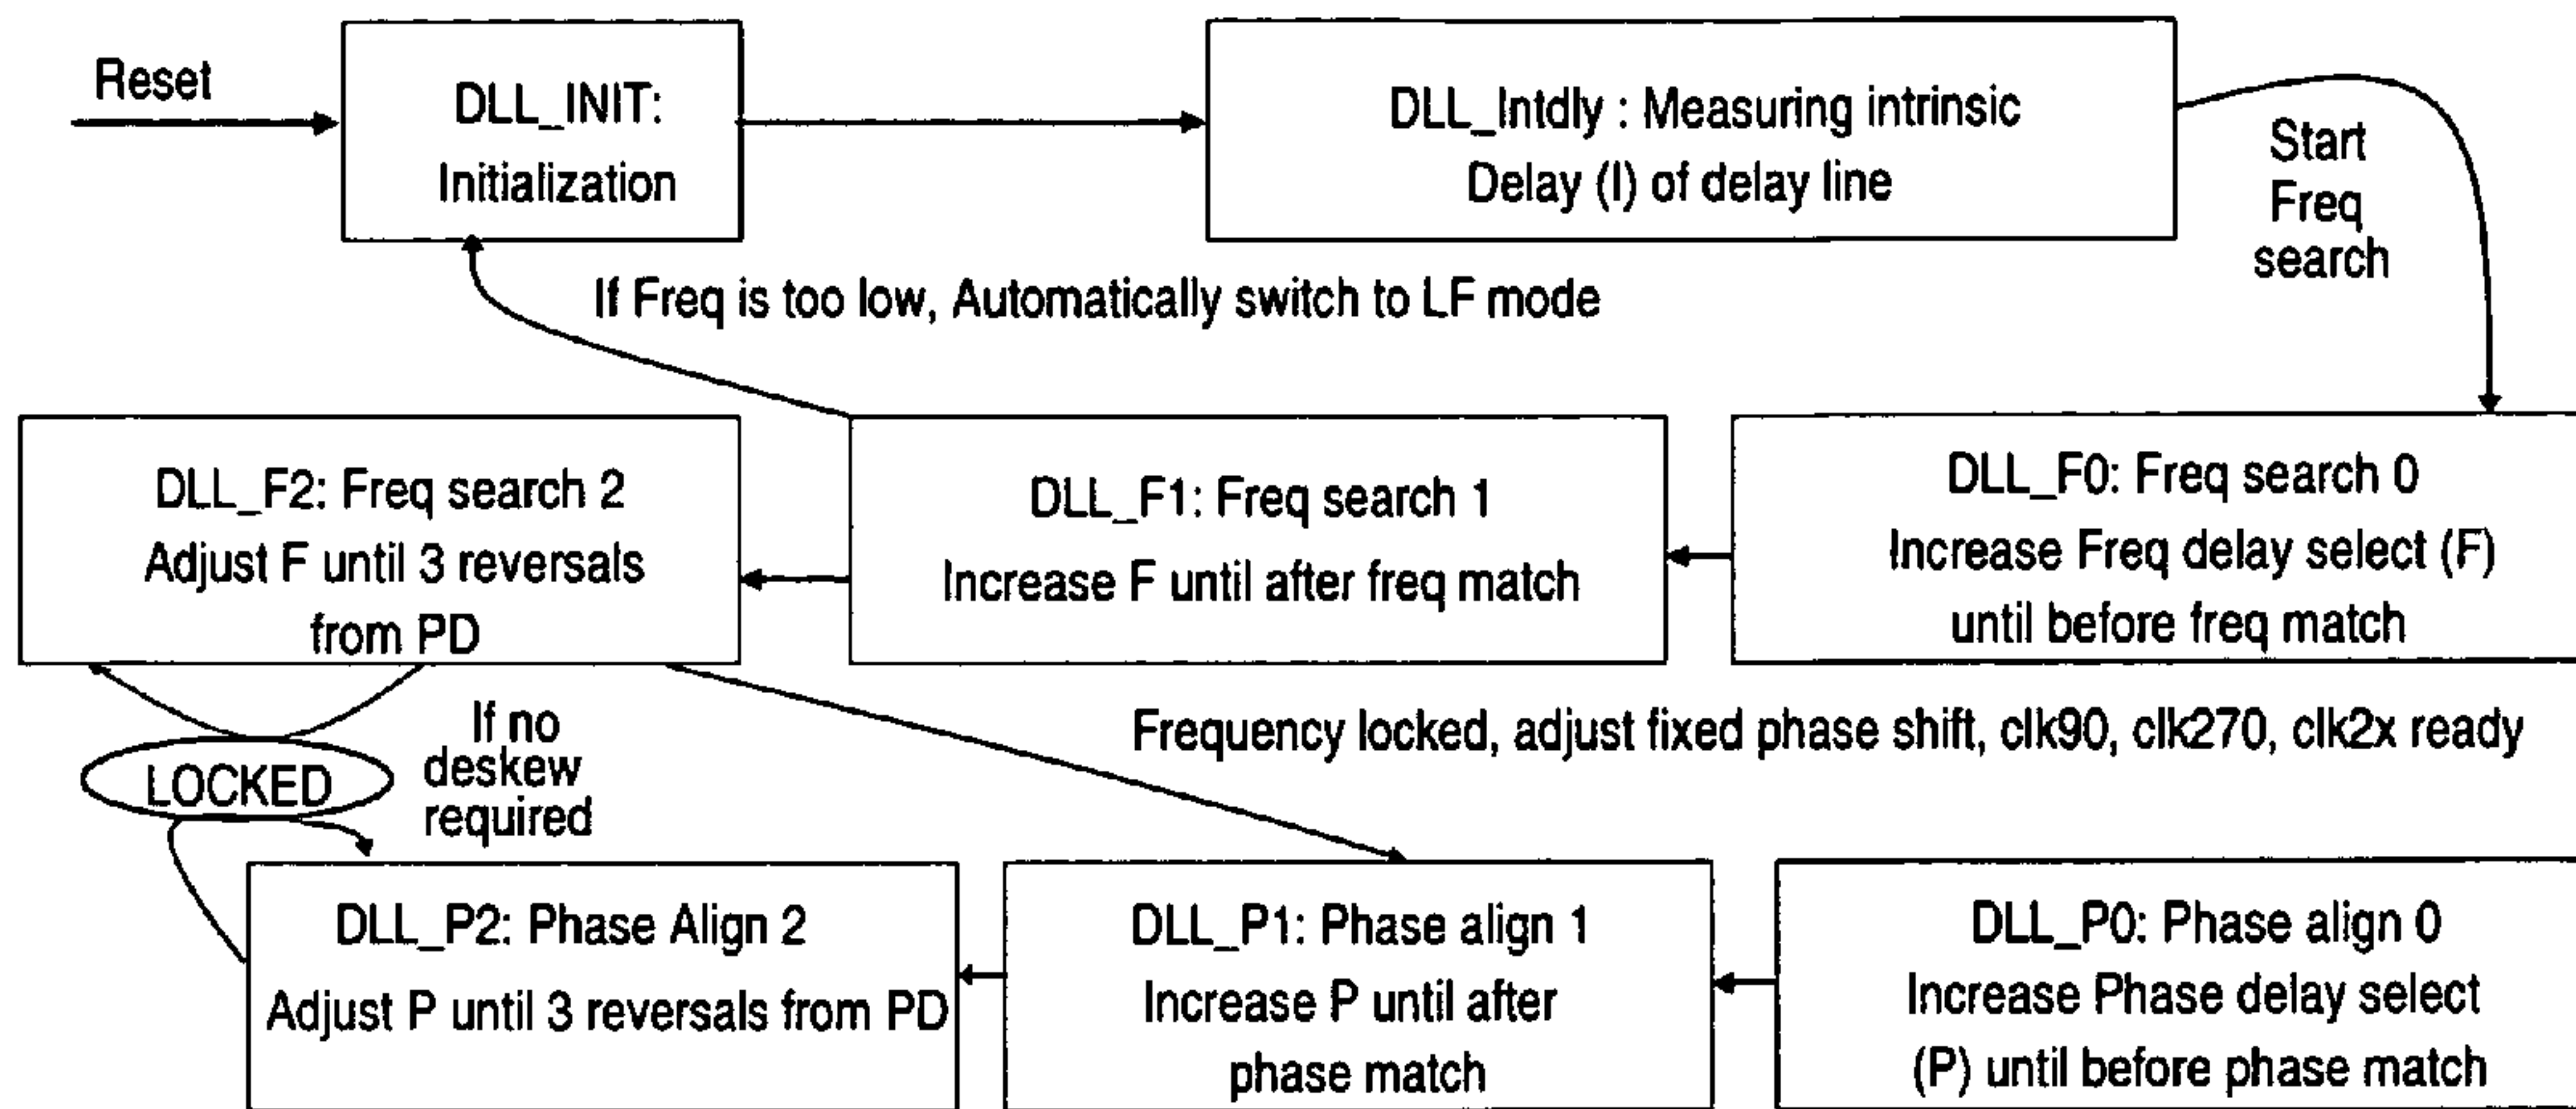 Reset
DLL_INIT:
Initialization
DLL_Intdly : Measuring intrinsic
Delay (I) of delay line
Start
Freq
search
If Freq is too low, Automatically switch to LF mode
DLL_F2: Freq search 2
Adjust F until 3 reversals
from PD
DLL_F1: Freq search 1
Increase F until after freq match
DLL_F0: Freq search 0
Increase Freq delay select (F)
until before freq match
If no
deskew
required
LOCKED
Frequency locked, adjust fixed phase shift, clk90, clk270, clk2x ready
DLL_P2: Phase Align 2
Adjust P until 3 reversals from PD
DLL_P1: Phase align 1
Increase P until after
phase match
DLL_P0: Phase align 0
Increase Phase delay select
(P) until before phase match